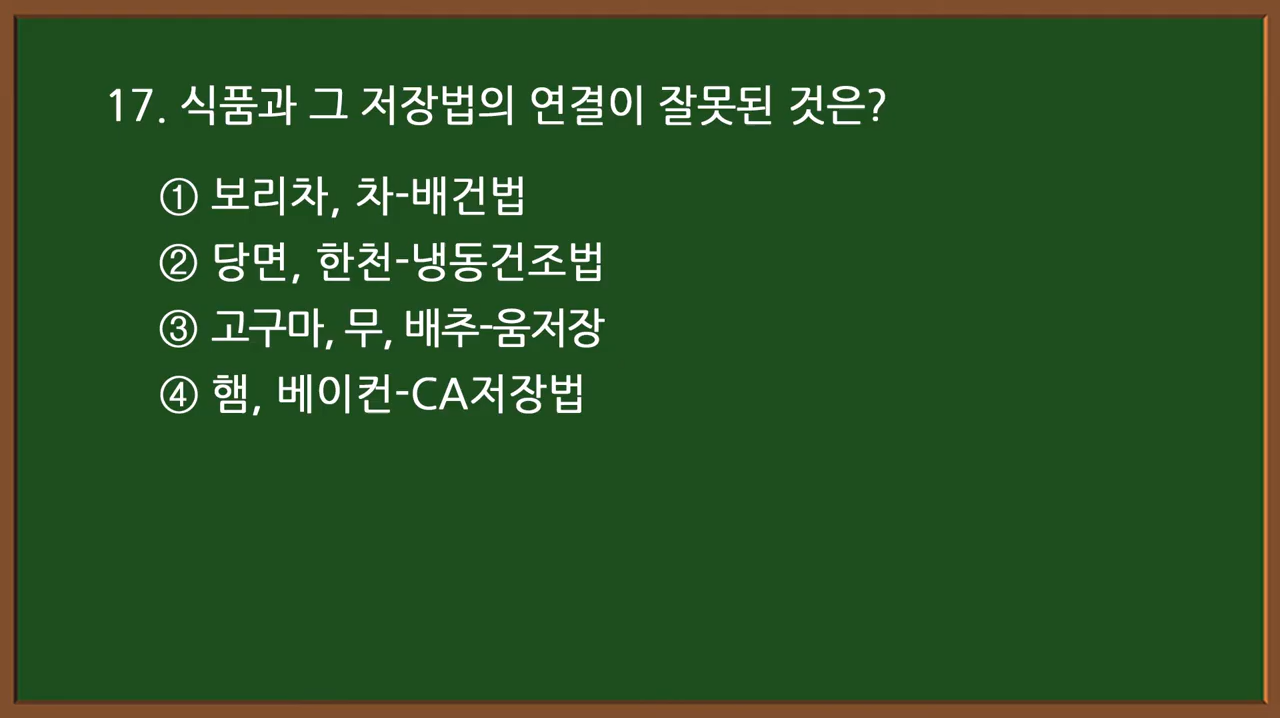 17. 식품과 그 저장법의 연결이 잘못된 것은?
① 보리차, 차-배건법
② 당면, 한천-냉동건조법
③ 고구마, 무, 배추-움저장
④ 햄, 베이컨-CA저장법